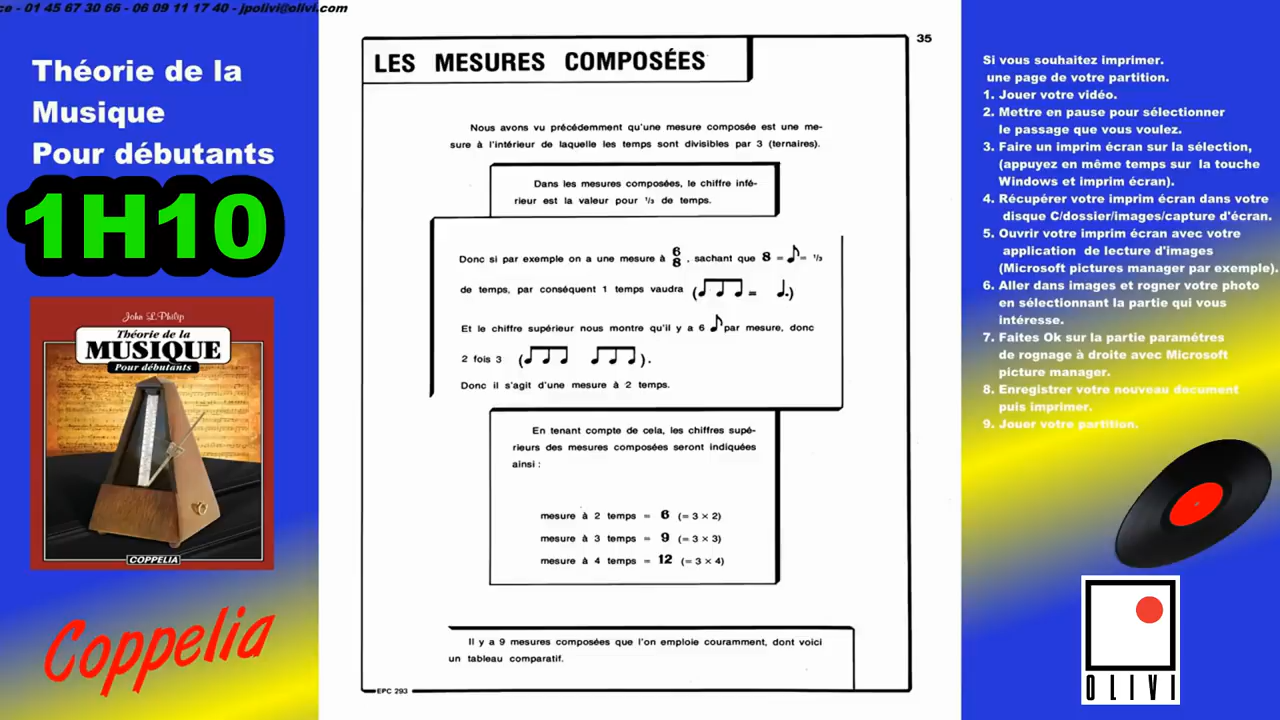 ce - 01 45 67 30 66 - 06 09 11 17 40 - jpolivi@olivi.com
Théorie de la
Musique
Pour débutants
1H10
John L. Philip
Théorie de la
MUSIQUE
Pour débutants
COPPELIA
Coppelia
35
LES MESURES COMPOSÉES
Nous avons vu précédemment qu'une mesure composée est une me-
sure à l'intérieur de laquelle les temps sont divisibles par 3 (ternaires).
Dans les mesures composées, le chiffre infé-
rieur est la valeur pour 1/3 de temps.
Donc si par exemple on a une mesure à 6/8, sachant que 8 = ♪ = 1/3
de temps, par conséquent 1 temps vaudra (♪♪♪ = ♩.)
Et le chiffre supérieur nous montre qu'il y a 6 ♪ par mesure, donc
2 fois 3 (♪♪♪ ♪♪♪).
Donc il s'agit d'une mesure à 2 temps.
En tenant compte de cela, les chiffres supé-
rieurs des mesures composées seront indiquées
ainsi :
mesure à 2 temps = 6 (= 3 × 2)
mesure à 3 temps = 9 (= 3 × 3)
mesure à 4 temps = 12 (= 3 × 4)
Il y a 9 mesures composées que l'on emploie couramment, dont voici
un tableau comparatif.
EPC 293
Si vous souhaitez imprimer.
une page de votre partition.
1. Jouer votre vidéo.
2. Mettre en pause pour sélectionner
le passage que vous voulez.
3. Faire un imprim écran sur la sélection,
(appuyez en même temps sur la touche
Windows et imprim écran).
4. Récupérer votre imprim écran dans votre
disque C/dossier/images/capture d'écran.
5. Ouvrir votre imprim écran avec votre
application de lecture d'images
(Microsoft pictures manager par exemple).
6. Aller dans images et rogner votre photo
en sélectionnant la partie qui vous
intéresse.
7. Faites Ok sur la partie paramétres
de rognage à droite avec Microsoft
picture manager.
8. Enregistrer votre nouveau document
puis imprimer.
9. Jouer votre partition.
OLIVI